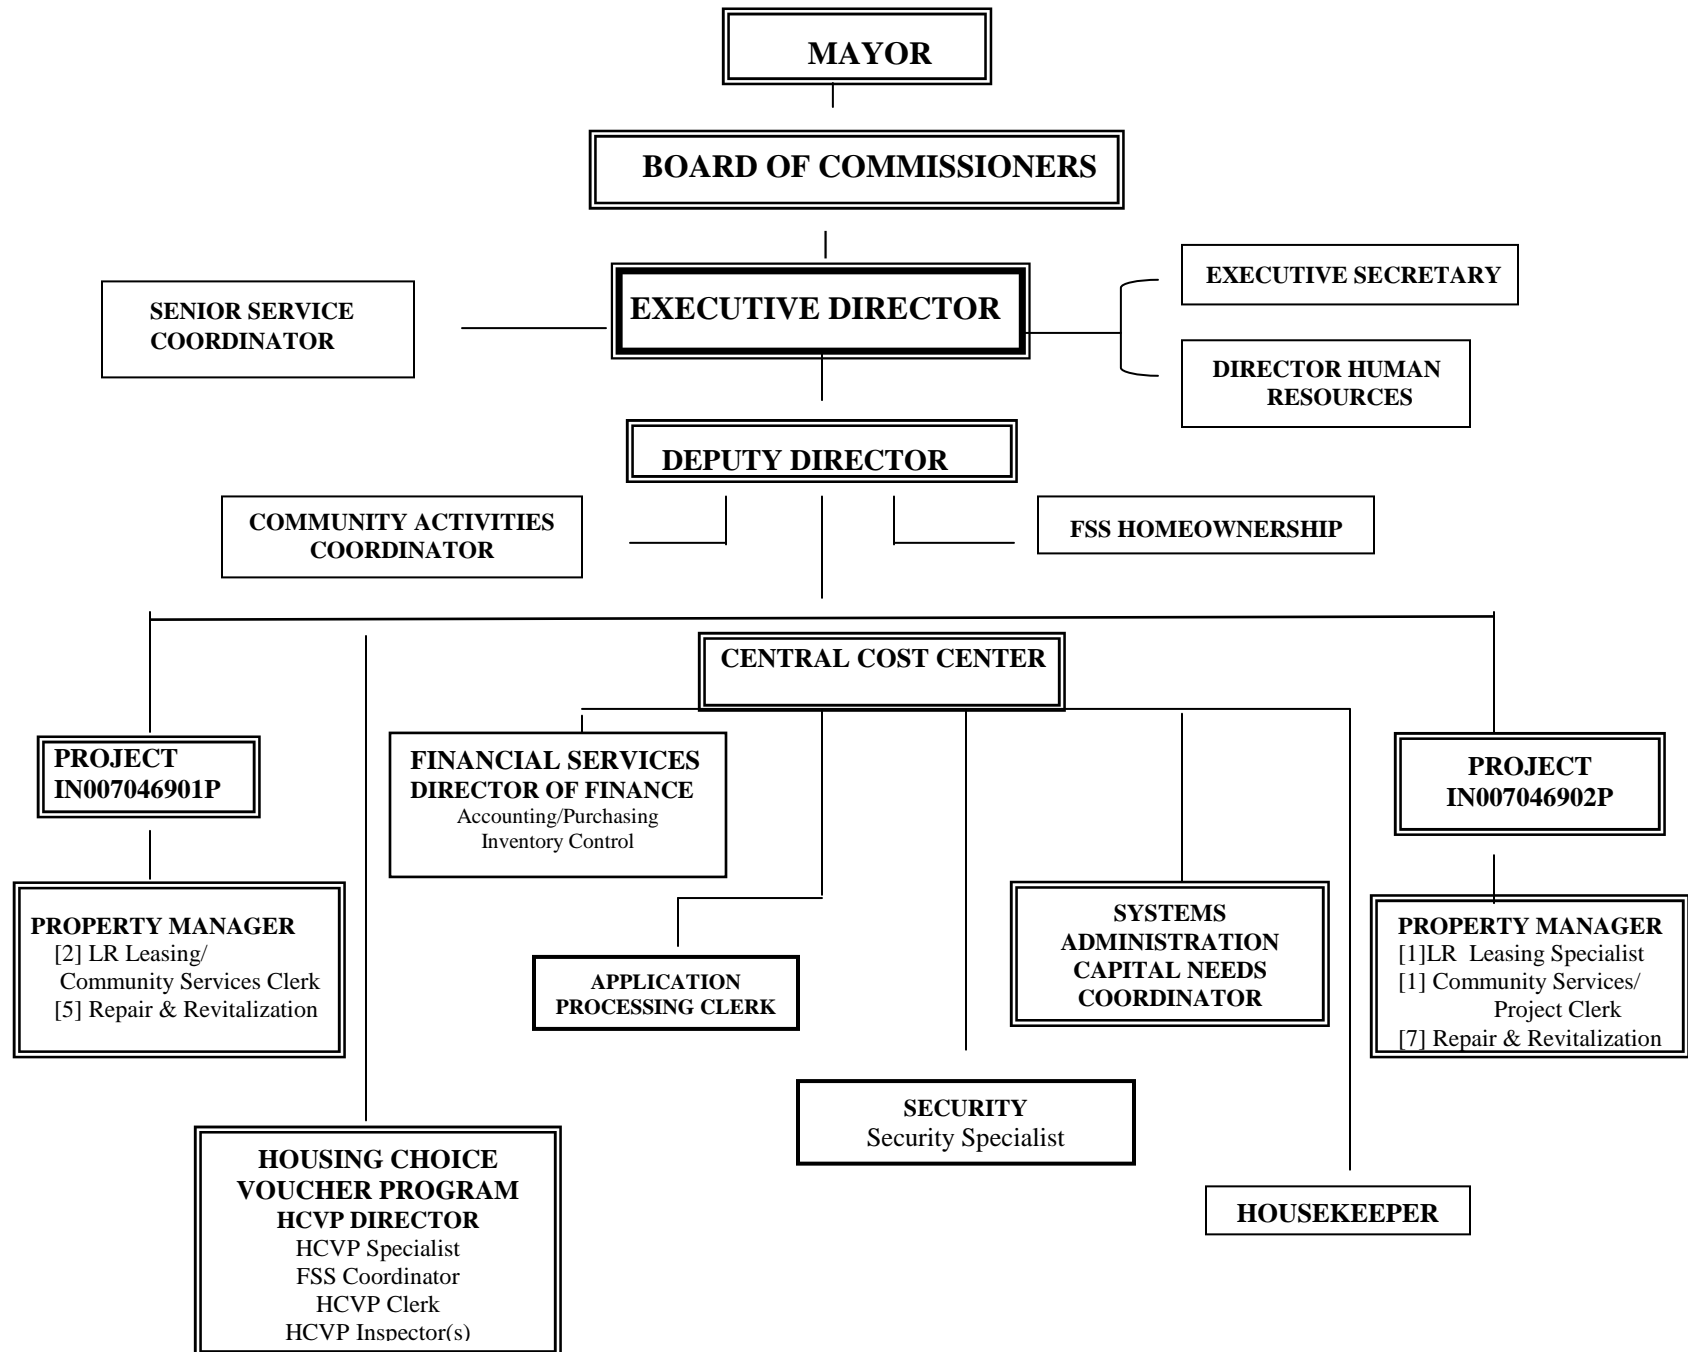 MAYOR
BOARD OF COMMISSIONERS
EXECUTIVE DIRECTOR
SENIOR SERVICE
COORDINATOR
EXECUTIVE SECRETARY
DIRECTOR HUMAN
RESOURCES
DEPUTY DIRECTOR
COMMUNITY ACTIVITIES
COORDINATOR
FSS HOMEOWNERSHIP
CENTRAL COST CENTER
PROJECT
IN007046901P
FINANCIAL SERVICES
DIRECTOR OF FINANCE
Accounting/Purchasing
Inventory Control
PROJECT
IN007046902P
PROPERTY MANAGER
[2] LR Leasing/
Community Services Clerk
[5] Repair & Revitalization
APPLICATION
PROCESSING CLERK
SYSTEMS
ADMINISTRATION
CAPITAL NEEDS
COORDINATOR
PROPERTY MANAGER
[1]LR Leasing Specialist
[1] Community Services/
Project Clerk
[7] Repair & Revitalization
SECURITY
Security Specialist
HOUSING CHOICE
VOUCHER PROGRAM
HCVP DIRECTOR
HCVP Specialist
FSS Coordinator
HCVP Clerk
HCVP Inspector(s)
HOUSEKEEPER